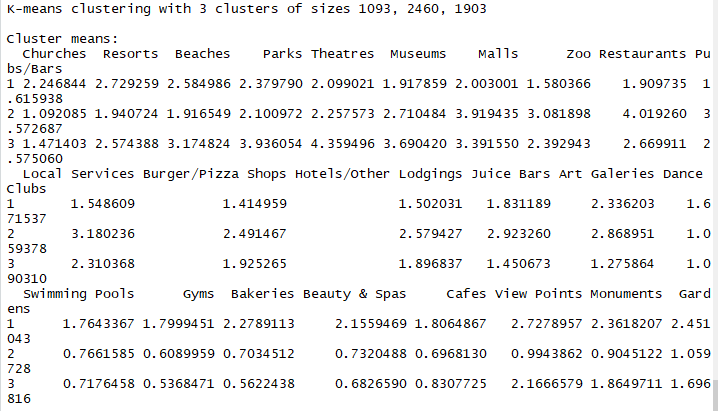 K-means clustering with 3 clusters of sizes 1093, 2460, 1903
Cluster means:
Churches Resorts Beaches Parks Theatres Museums Malls Zoo Restaurants Pu
bs/Bars
1 2.246844 2.729259 2.584986 2.379790 2.099021 1.917859 2.003001 1.580366 1.909735 1
.615938
2 1.092085 1.940724 1.916549 2.100972 2.257573 2.710484 3.919435 3.081898 4.019260 3
.572687
3 1.471403 2.574388 3.174824 3.936054 4.359496 3.690420 3.391550 2.392943 2.669911 2
.575060
Local Services Burger/Pizza Shops Hotels/Other Lodgings Juice Bars Art Galleries Dance
Clubs
1 1.548609 1.414959 1.502031 1.831189 2.336203 1.6
71537
2 3.180236 2.491467 2.579427 2.923260 2.868951 1.0
59378
3 2.310368 1.925265 1.896837 1.450673 1.275864 1.0
90310
Swimming Pools Gyms Bakeries Beauty & Spas Cafes View Points Monuments Gard
ens
1 1.7643367 1.7999451 2.2789113 2.1559469 1.8064867 2.7278957 2.3618207 2.451
043
2 0.7661585 0.6089959 0.7034512 0.7320488 0.6968130 0.9943862 0.9045122 1.059
728
3 0.7176458 0.5368471 0.5622438 0.6826590 0.8307725 2.1666579 1.8649711 1.696
816